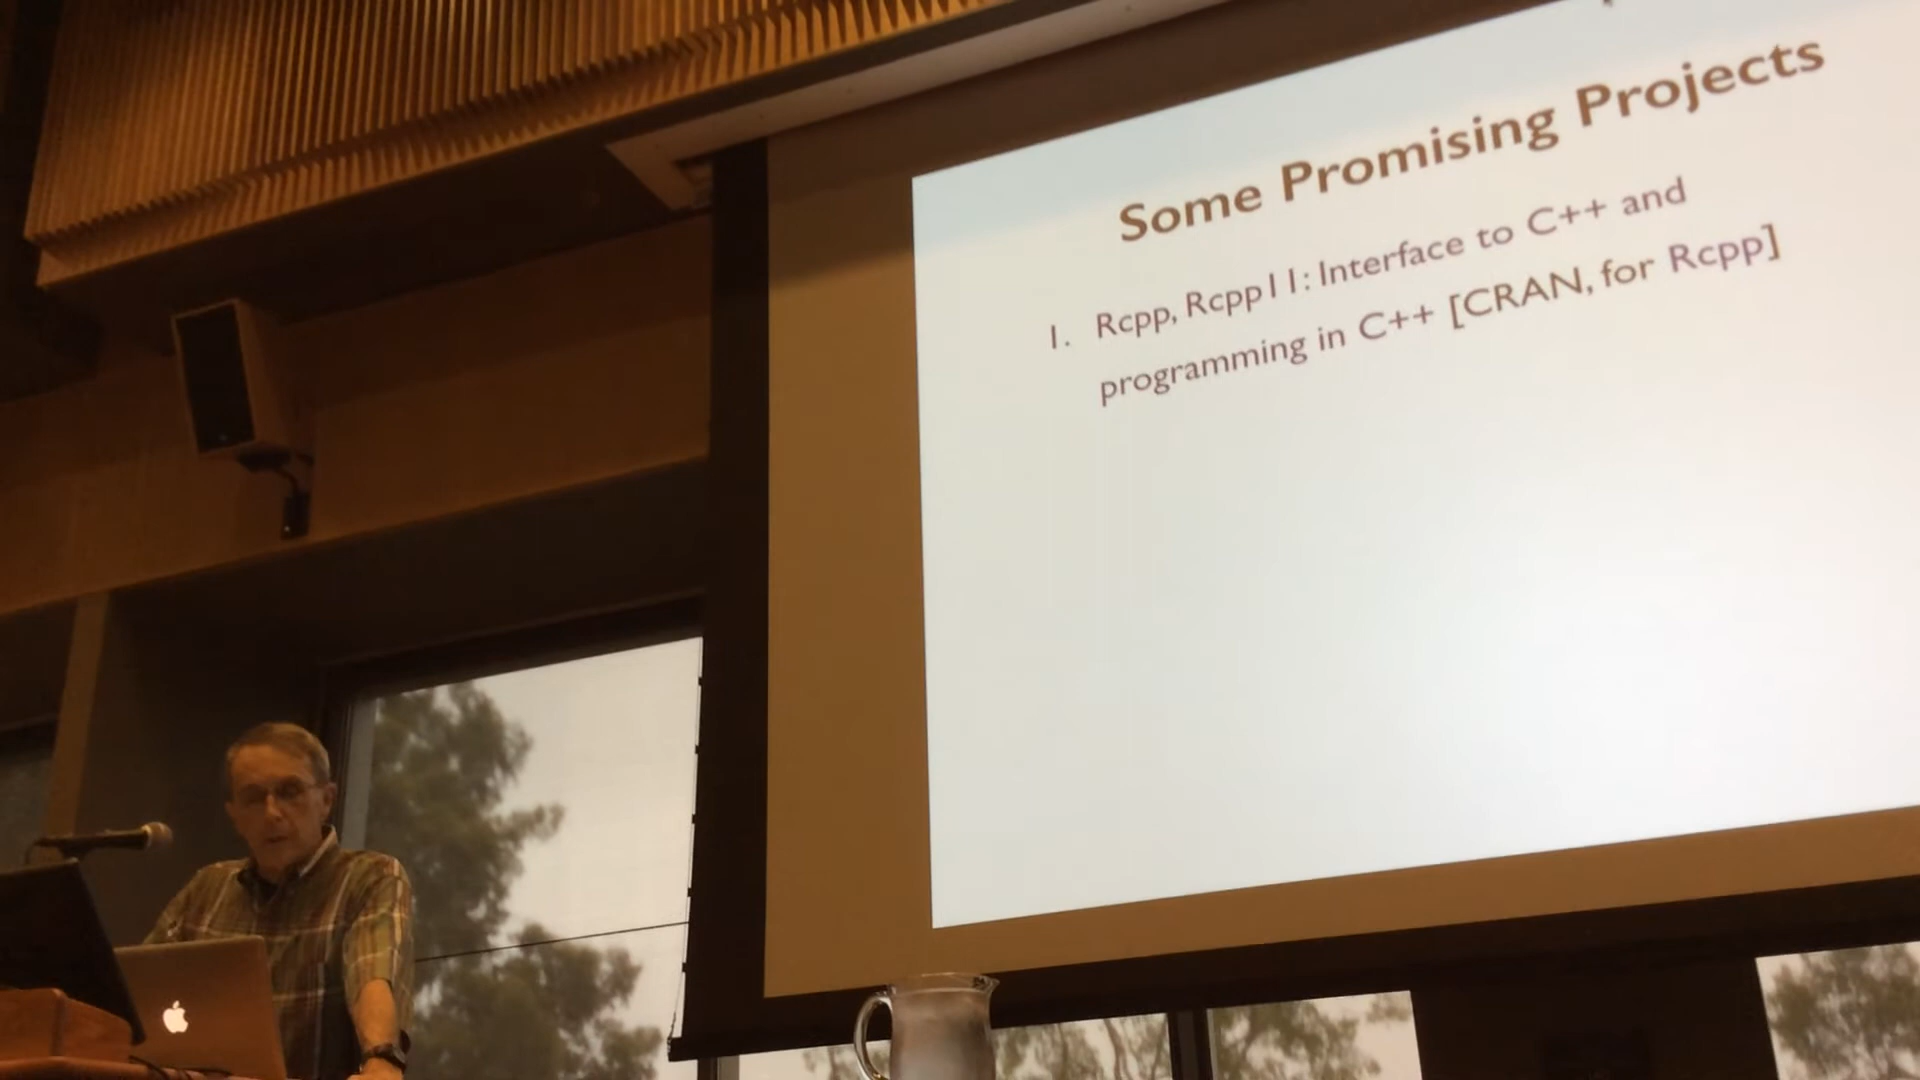 Some Promising Projects
1. Rcpp, Rcpp11: Interface to C++ and
programming in C++ [CRAN, for Rcpp]